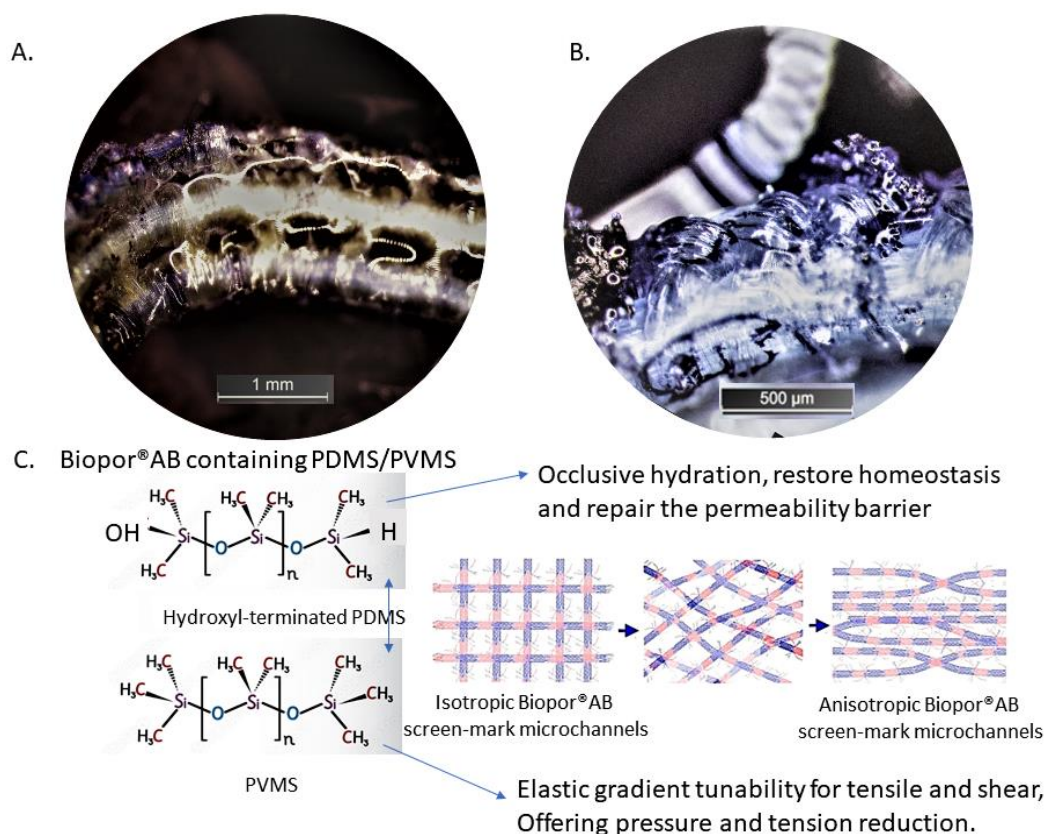 A.
B.
1 mm
500 µm
C. Biopor®AB containing PDMS/PVMS
Occlusive hydration, restore homeostasis
and repair the permeability barrier
H₃C
CH₃
CH₃
H₃C
OH
Si
Si
Si
H
O
O
n
H₃C
CH₃
Hydroxyl-terminated PDMS
H₃C
H₃C
CH₃
CH₃
H₃C
Si
Si
Si
CH₃
O
O
n
H₃C
CH₃
PVMS
Isotropic Biopor®AB
screen-mark microchannels
Anisotropic Biopor®AB
screen-mark microchannels
Elastic gradient tunability for tensile and shear,
Offering pressure and tension reduction.